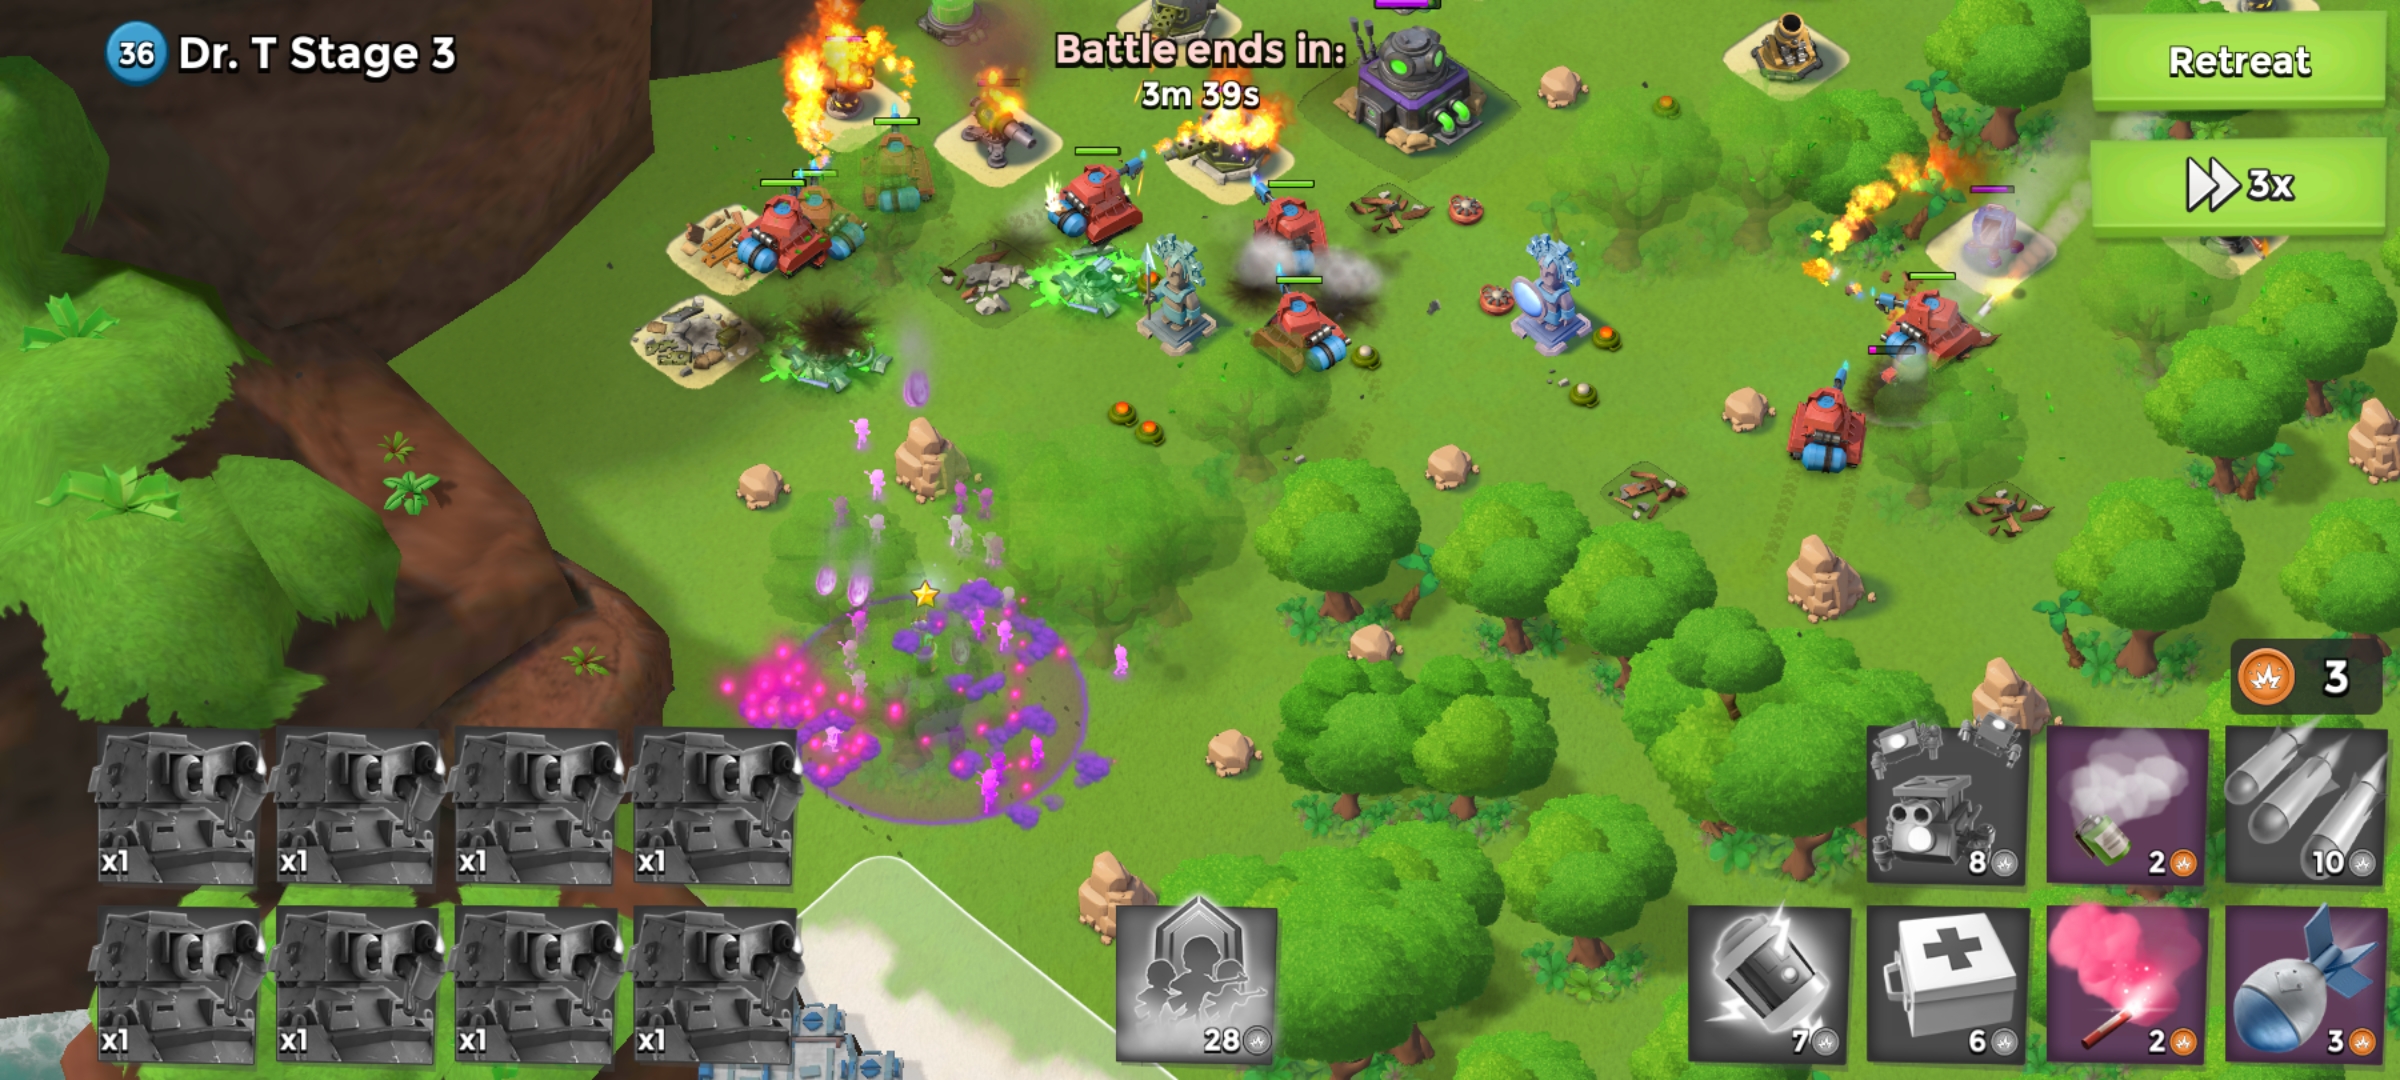 36 Dr. T Stage 3
Battle ends in:
3m 39s
Retreat
3x
3
x1 x1 x1 x1
8 2 10
x1 x1 x1 x1
28 7 6 2 3